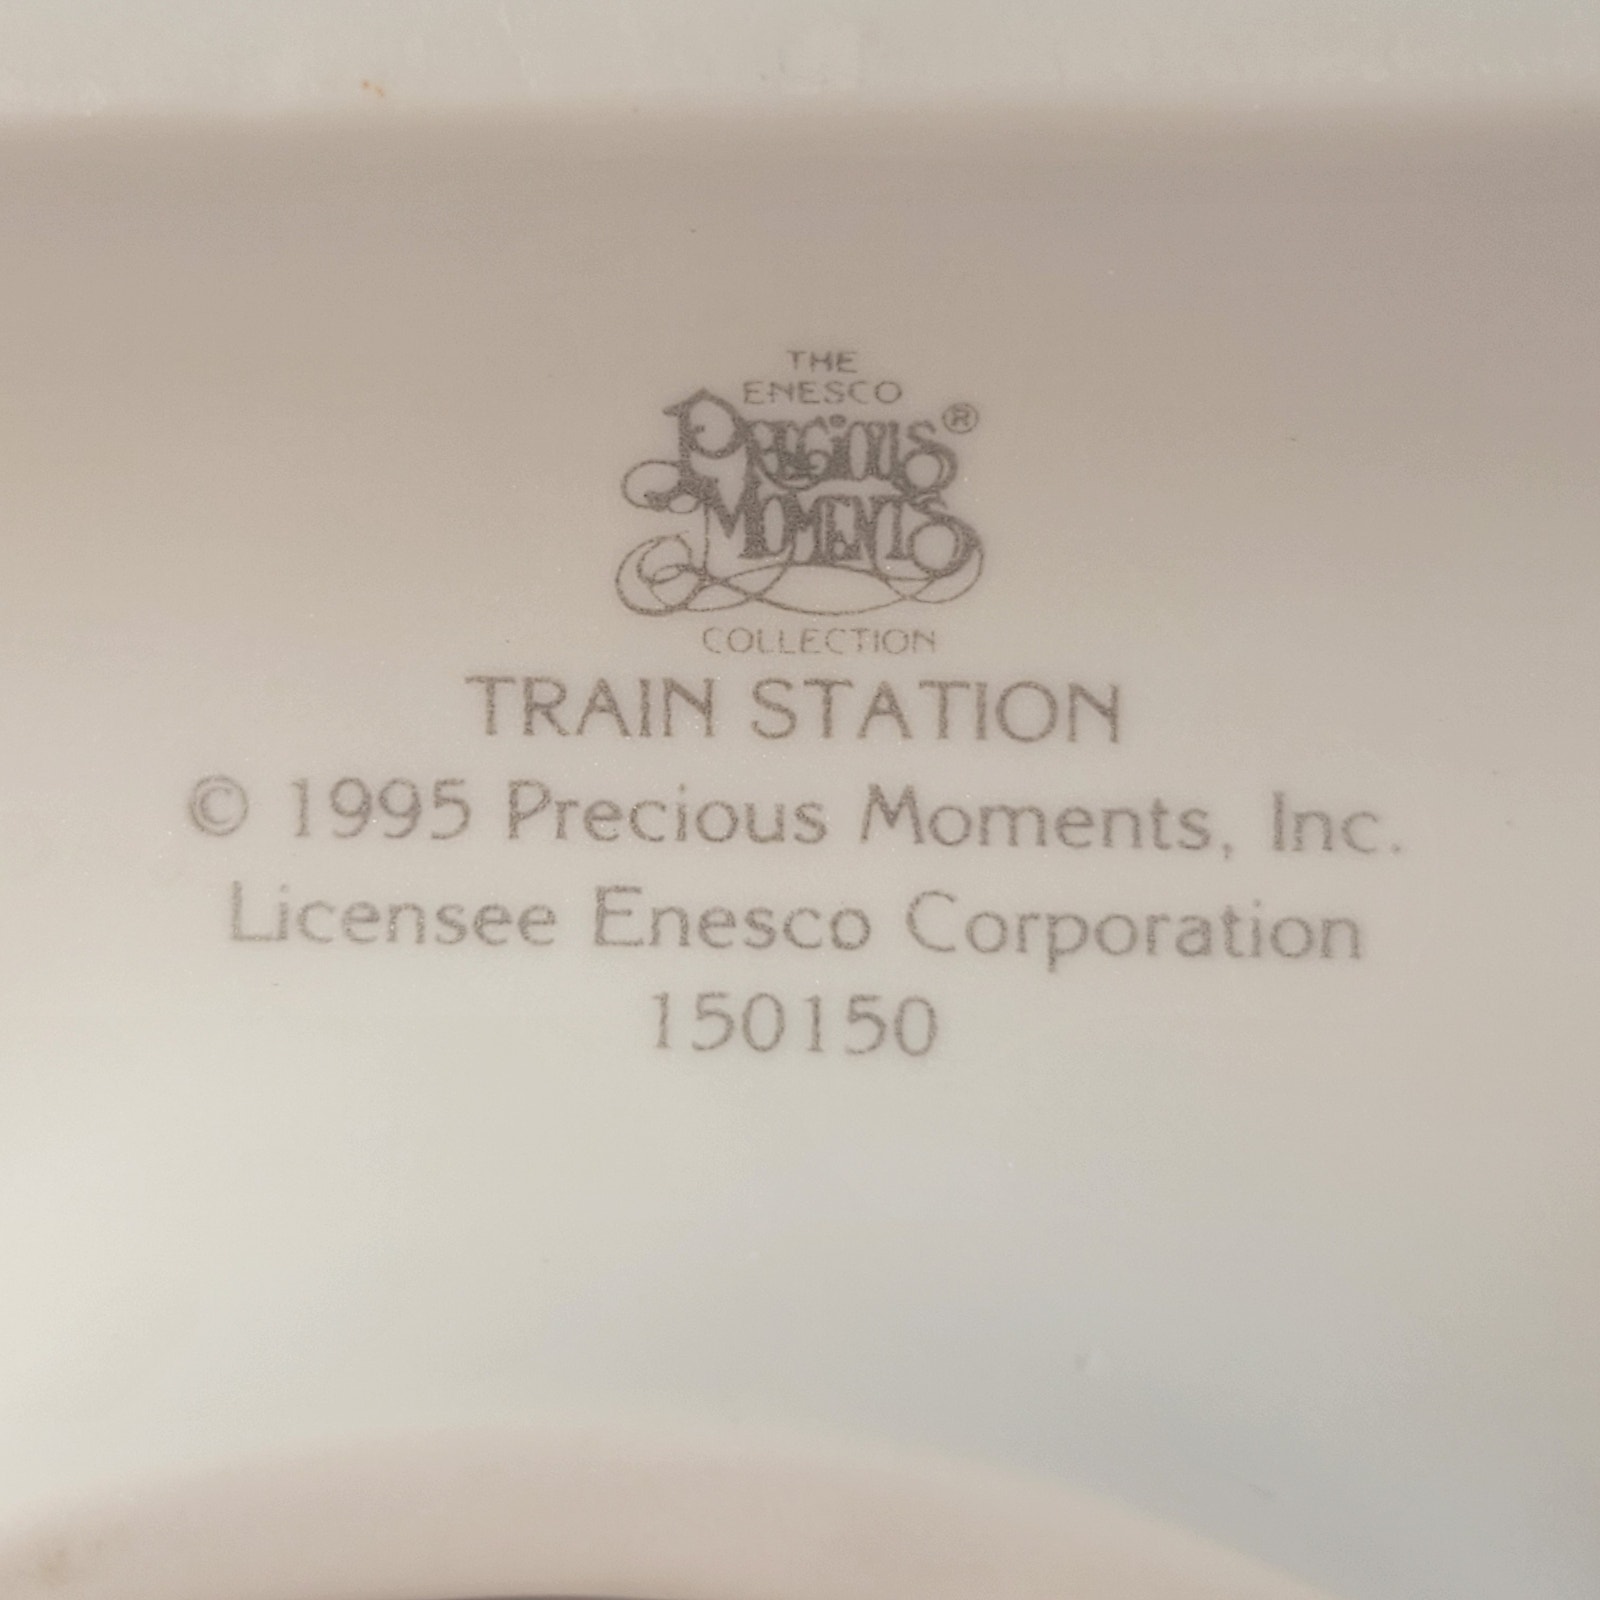 THE
ENESCO
PRECIOUS®
MOMENTS
COLLECTION
TRAIN STATION
© 1995 Precious Moments, Inc.
Licensee Enesco Corporation
150150